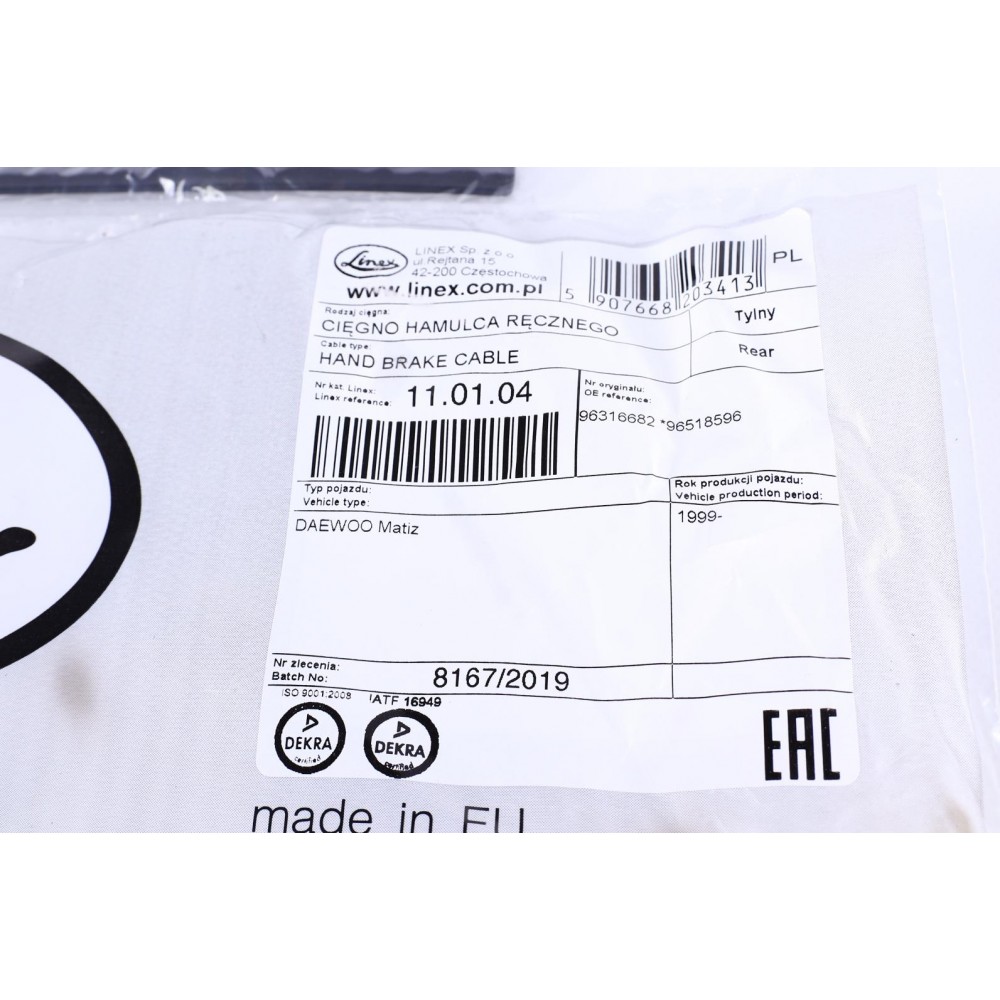 Linex
LINEX Sp. z o.o
ul.Rejtana 15
42-200 Częstochowa
www.linex.com.pl
5 907668 203413
PL
Rodzaj cięgna:
CIĘGNO HAMULCA RĘCZNEGO
Tylny
Cable type:
HAND BRAKE CABLE
Rear
Nr kat. Linex:
Linex reference:
11.01.04
Nr oryginału:
OE reference:
96316682 *96518596
Typ pojazdu:
Vehicle type:
Rok produkcji pojazdu:
Vehicle production period:
DAEWOO Matiz
1999-
Nr zlecenia:
Batch No:
8167/2019
ISO 9001:2008
IATF 16949
DEKRA
certified
DEKRA
certified
EAC
made in EU